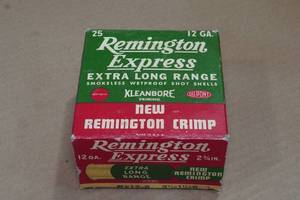 25 12 GA.
Remington
Express
EXTRA LONG RANGE
SMOKELESS WETPROOF SHOT SHELLS
KLEANBORE
PRIMING
DUPONT
NEW
REMINGTON CRIMP
Remington
12 GA. Express 2¾ IN.
EXTRA
LONG
RANGE
NEW
REMINGTON
CRIMP